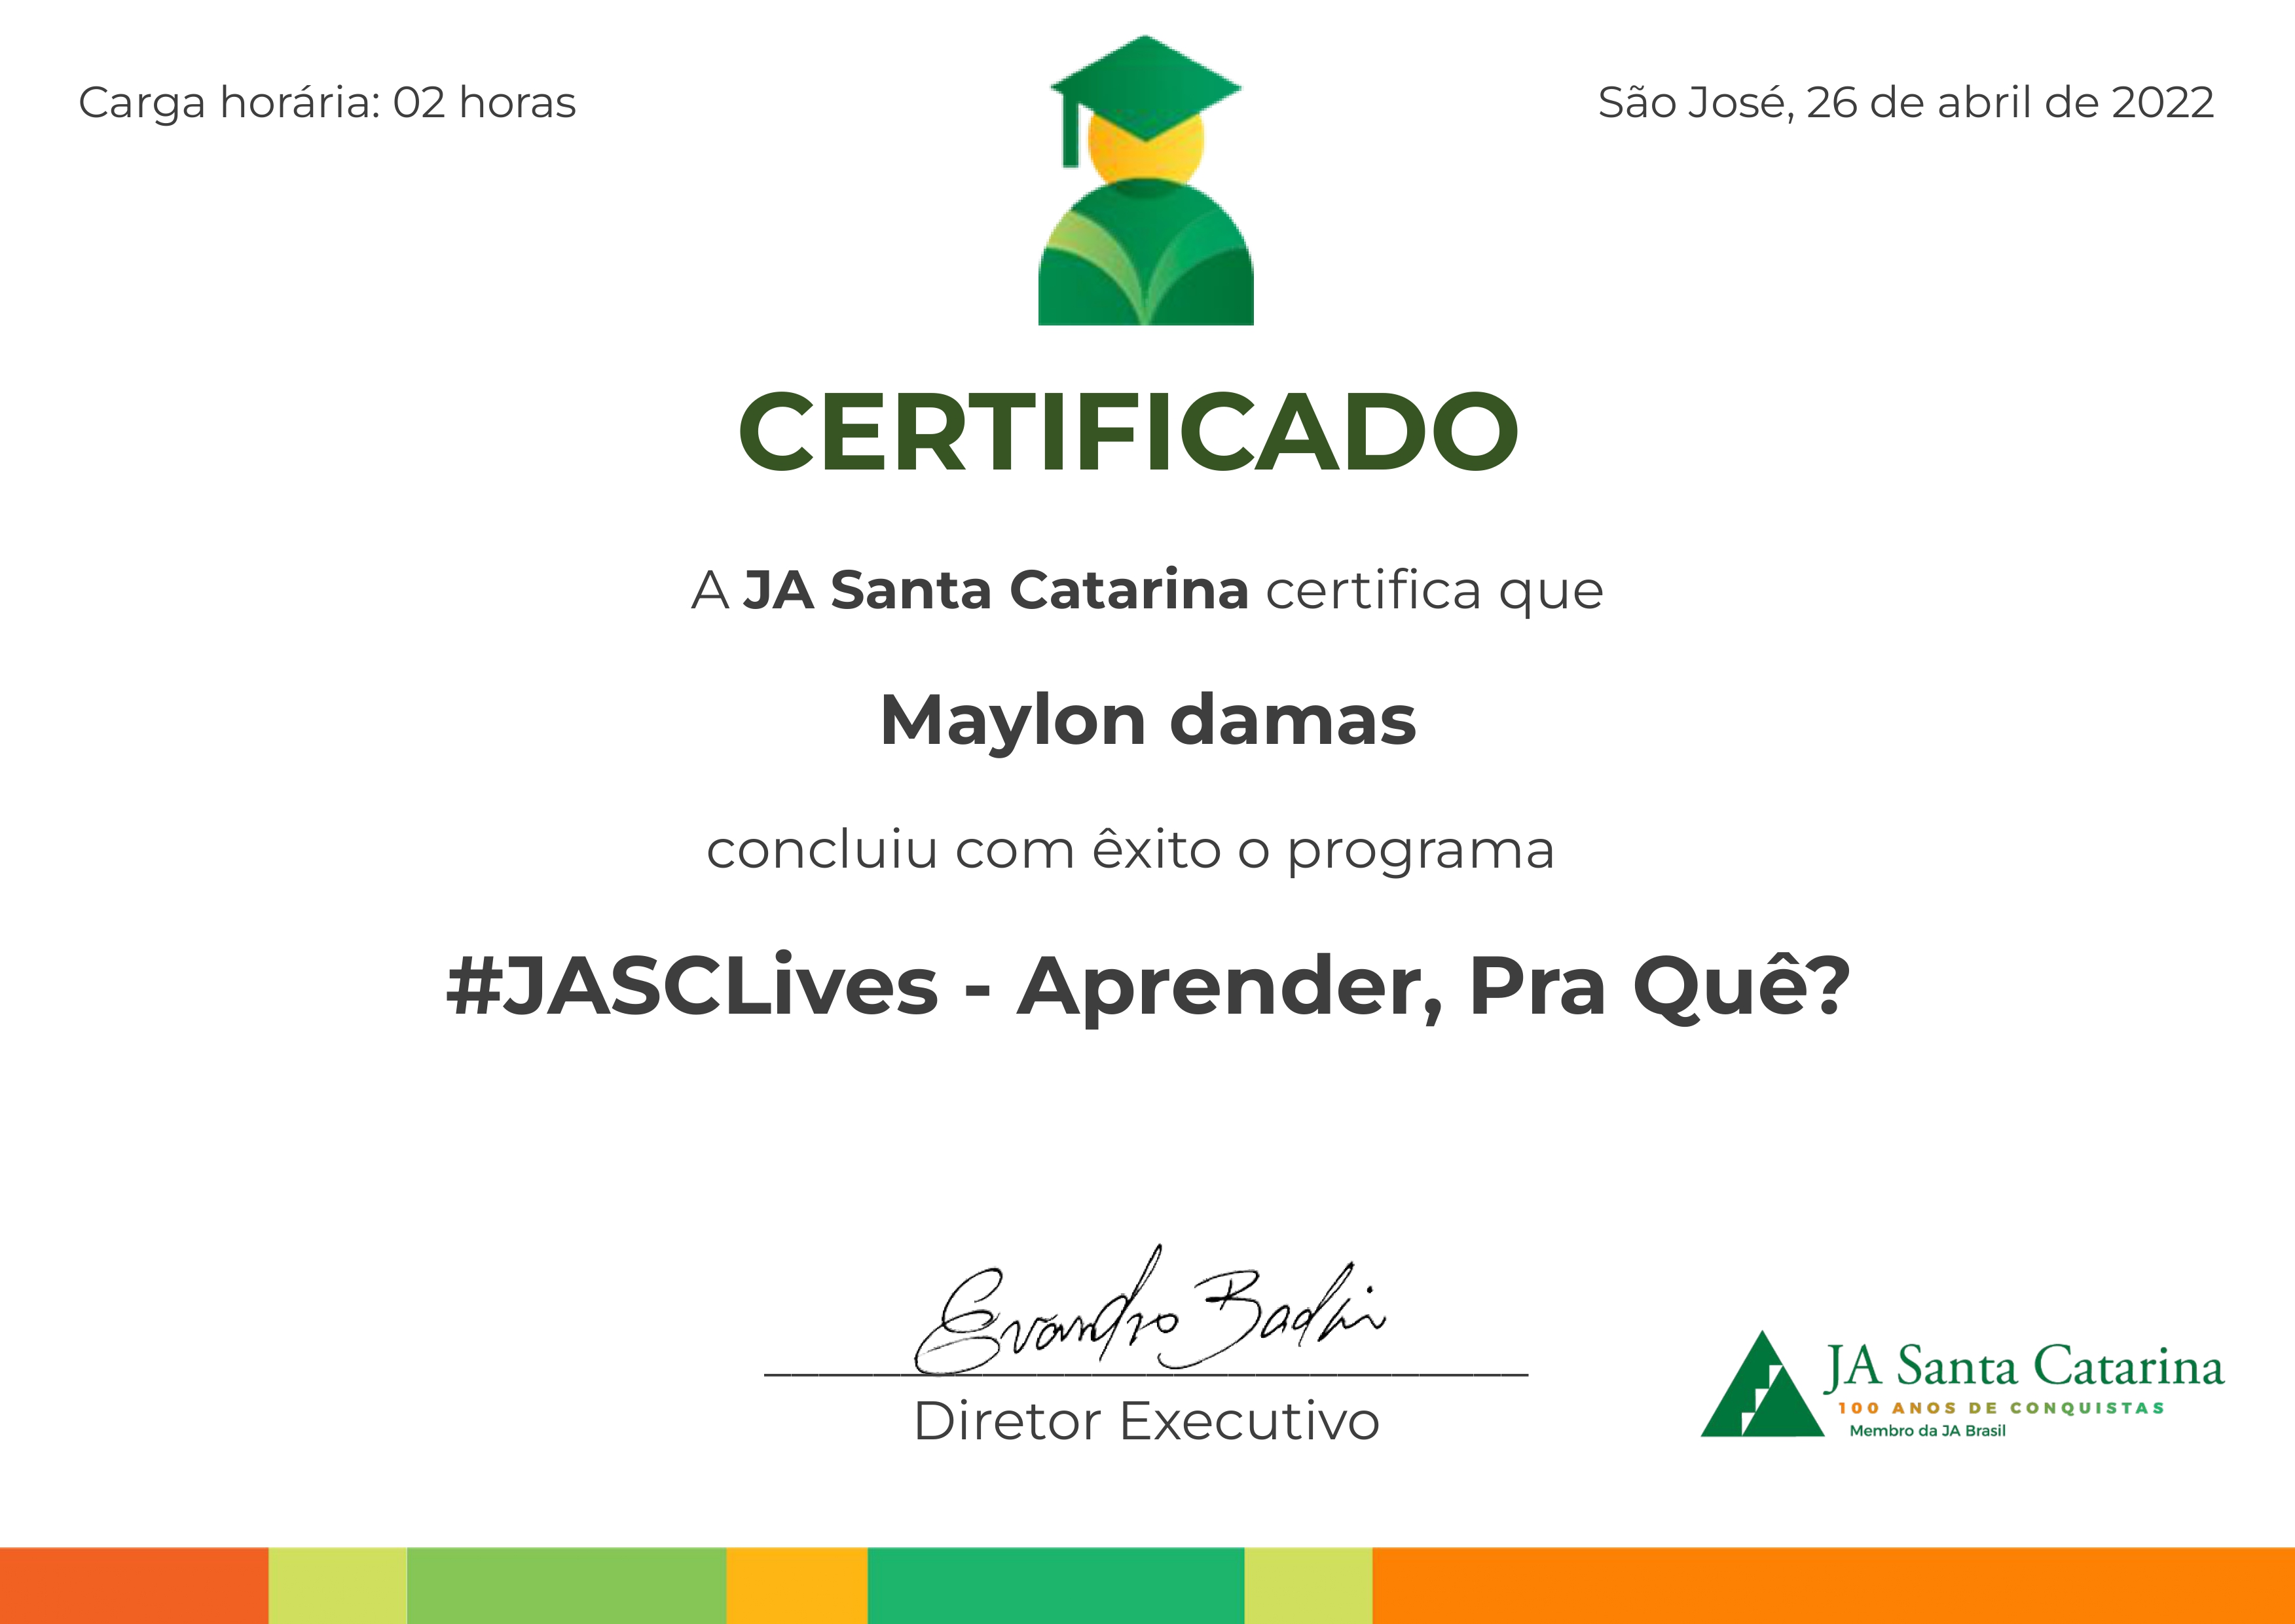 Carga horária: 02 horas
São José, 26 de abril de 2022
CERTIFICADO
A JA Santa Catarina certifica que
Maylon damas
concluiu com êxito o programa
#JASCLives - Aprender, Pra Quê?
Evandro Badin
Diretor Executivo
JA Santa Catarina
100 ANOS DE CONQUISTAS
Membro da JA Brasil